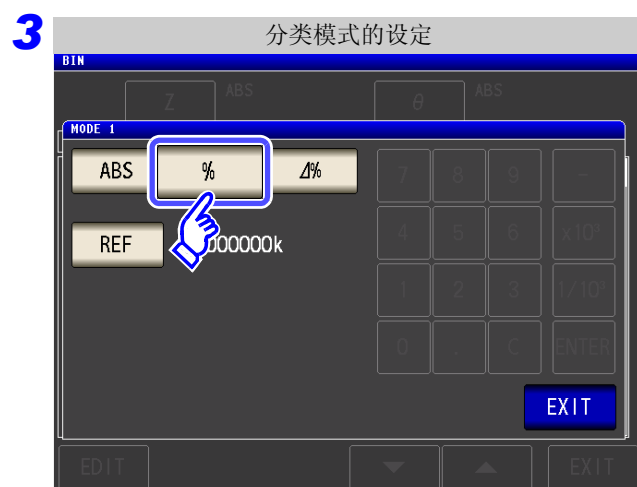 3 分类模式的设定
BIN
Z ABS θ ABS
MODE 1
ABS % Δ% 7 8 9 -
REF 000000k 4 5 6 x10³
1 2 3 1/10³
0 . C ENTER
EXIT
EDIT ▼ ▲ EXIT